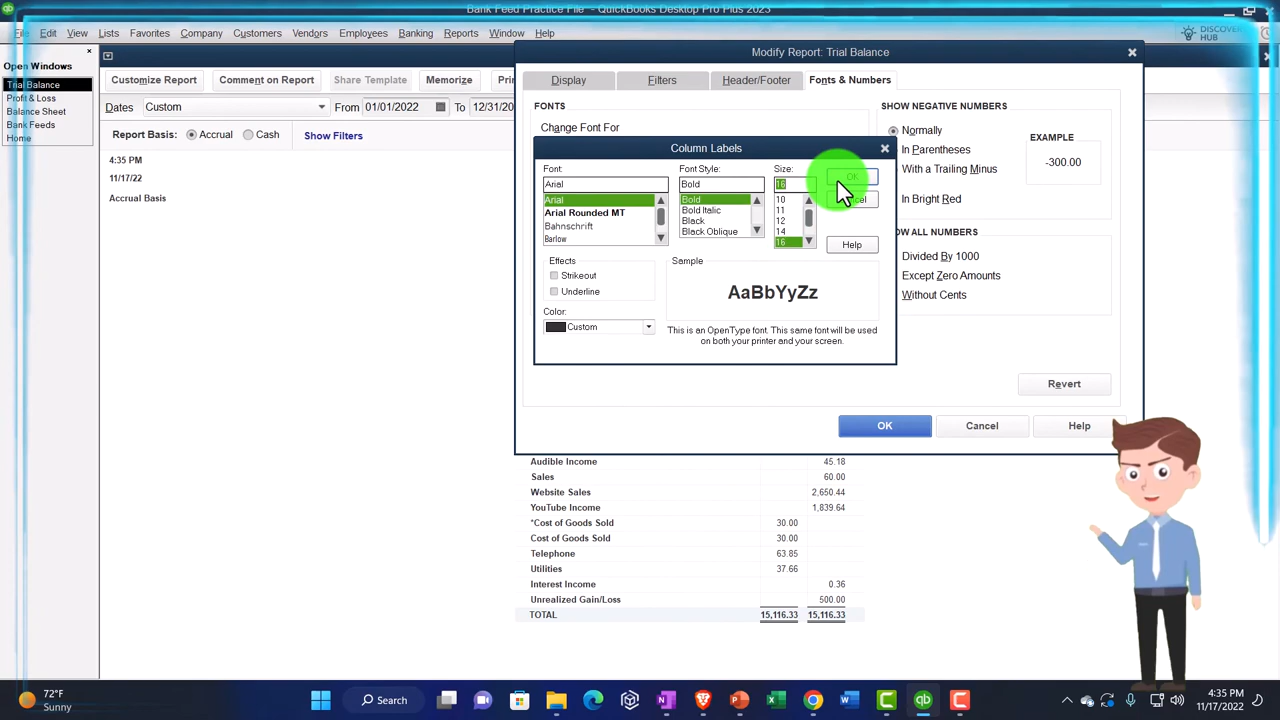 Bank Feed Practice File - QuickBooks Desktop Pro Plus 2023
File Edit View Lists Favorites Company Customers Vendors Employees Banking Reports Window Help
DISCOVER HUB
Open Windows
Trial Balance
Profit & Loss
Balance Sheet
Bank Feeds
Home
Customize Report Comment on Report Share Template Memorize
Dates Custom From 01/01/2022 To
Report Basis: Accrual Cash Show Filters
4:35 PM
11/17/22
Accrual Basis
Modify Report: Trial Balance
Display Filters Header/Footer Fonts & Numbers
FONTS
Change Font For
SHOW NEGATIVE NUMBERS
Normally
In Parentheses
With a Trailing Minus
In Bright Red
EXAMPLE
-300.00
ALL NUMBERS
Divided By 1000
Except Zero Amounts
Without Cents
Revert
OK Cancel Help
Column Labels
Font: Font Style: Size:
Arial Bold 16
Arial
Arial Rounded MT
Bahnschrift
Barlow
Bold
Bold Italic
Black
Black Oblique
10
11
12
14
16
OK
Help
Effects
Strikeout
Underline
Color:
Custom
Sample
AaBbYyZz
This is an OpenType font. This same font will be used
on both your printer and your screen.
Audible Income 45.18
Sales 60.00
Website Sales 2,650.44
YouTube Income 1,839.64
*Cost of Goods Sold 30.00
Cost of Goods Sold 30.00
Telephone 63.85
Utilities 37.66
Interest Income 0.36
Unrealized Gain/Loss 500.00
TOTAL 15,116.33 15,116.33
72°F
Sunny
Search
4:35 PM
11/17/2022